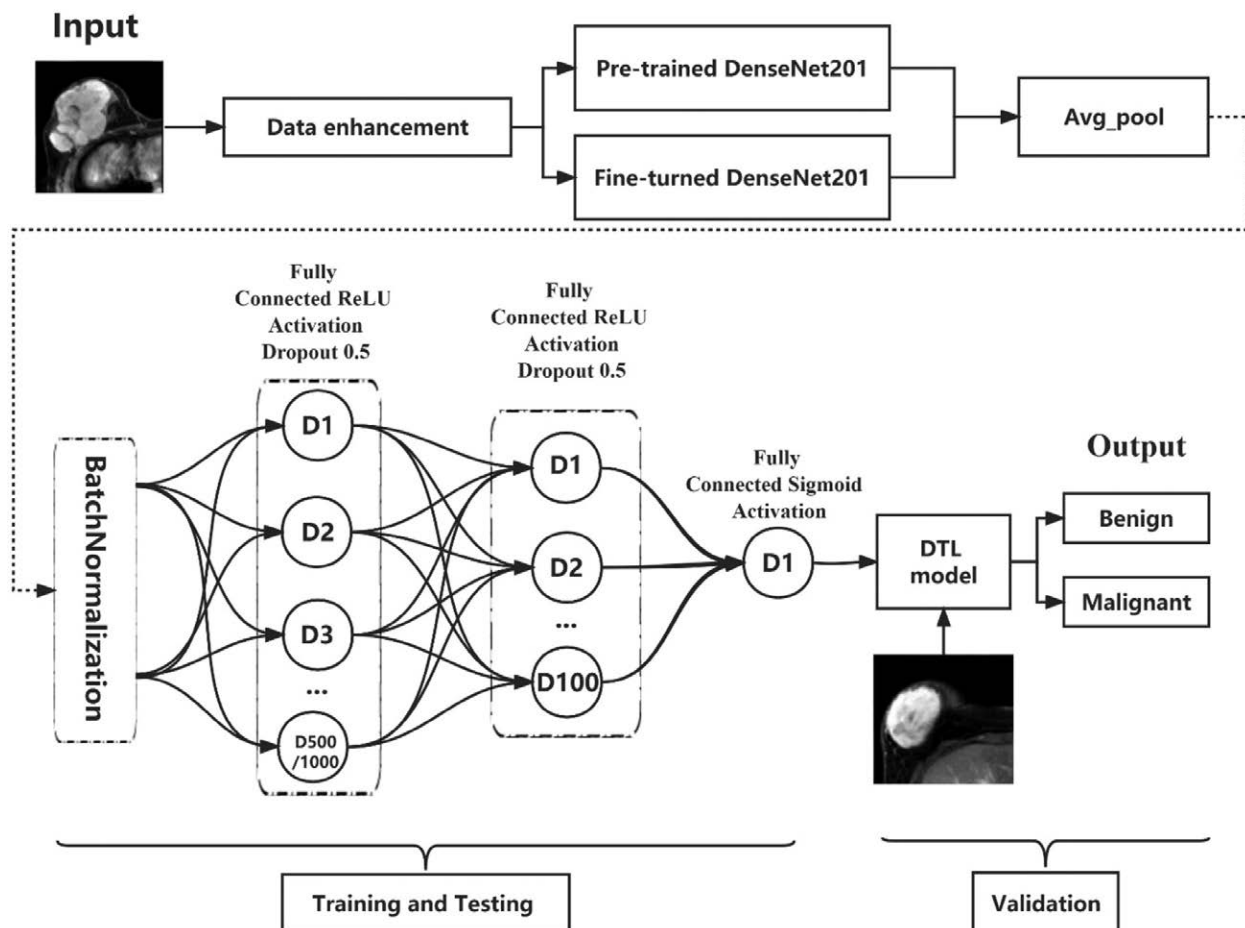 Input
Pre-trained DenseNet201
Data enhancement
Avg_pool
Fine-turned DenseNet201
Fully
Connected ReLU
Activation
Dropout 0.5
Fully
Connected ReLU
Activation
Dropout 0.5
BatchNormalization
D1
D2
D3
...
D500
/1000
D1
D2
...
D100
Fully
Connected Sigmoid
Activation
D1
DTL
model
Output
Benign
Malignant
Training and Testing
Validation